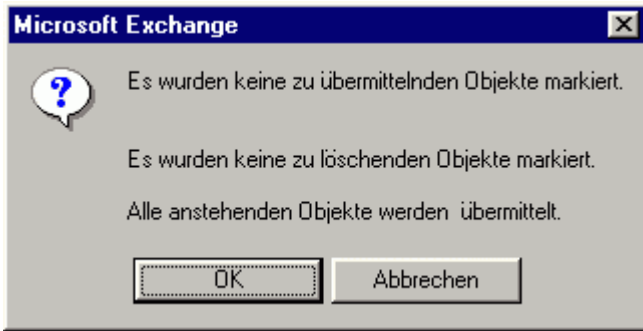 Microsoft Exchange
?
Es wurden keine zu übermittelnden Objekte markiert.
Es wurden keine zu löschenden Objekte markiert.
Alle anstehenden Objekte werden  übermittelt.
OK
Abbrechen